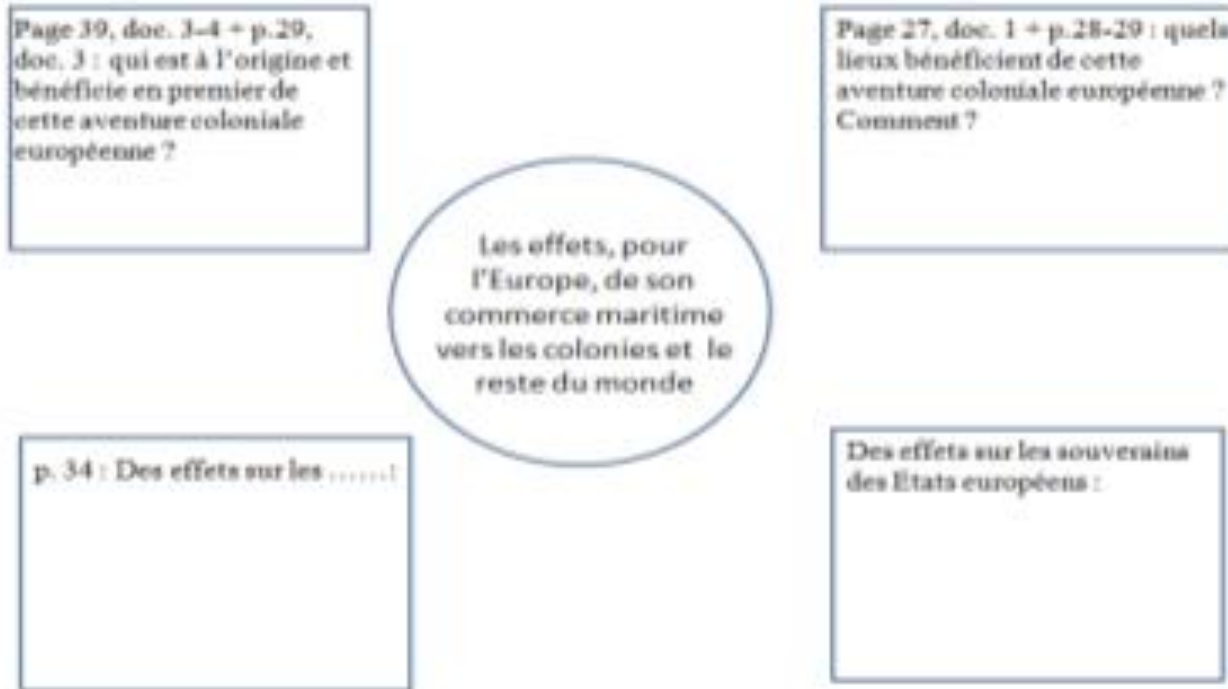 Page 39, doc. 3-4 + p.29,
doc. 3 : qui est à l'origine et
bénéficie en premier de
cette aventure coloniale
européenne ?
Page 27, doc. 1 + p.28-29 : quels
lieux bénéficient de cette
aventure coloniale européenne ?
Comment ?
Les effets, pour
l'Europe, de son
commerce maritime
vers les colonies et le
reste du monde
p. 34 : Des effets sur les ......:
Des effets sur les souverains
des Etats européens :